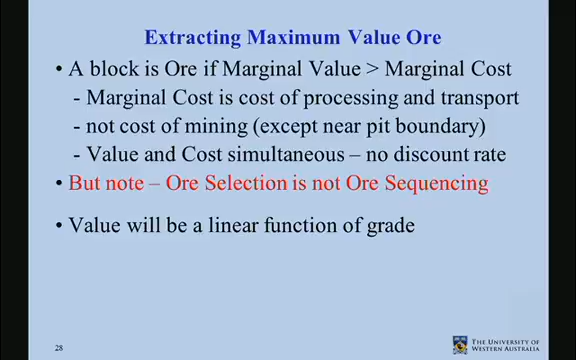 Extracting Maximum Value Ore
• A block is Ore if Marginal Value > Marginal Cost
- Marginal Cost is cost of processing and transport
- not cost of mining (except near pit boundary)
- Value and Cost simultaneous – no discount rate
• But note – Ore Selection is not Ore Sequencing
• Value will be a linear function of grade
28
THE UNIVERSITY OF
WESTERN AUSTRALIA